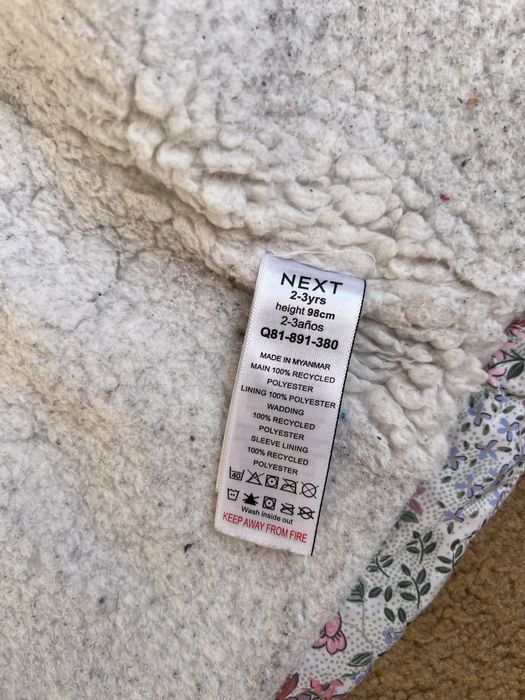 NEXT
2-3yrs
height 98cm
2-3años
Q81-891-380
MADE IN MYANMAR
MAIN 100% RECYCLED
POLYESTER
LINING 100% POLYESTER
WADDING
100% RECYCLED
POLYESTER
SLEEVE LINING
100% RECYCLED
POLYESTER
40
Wash inside out
KEEP AWAY FROM FIRE